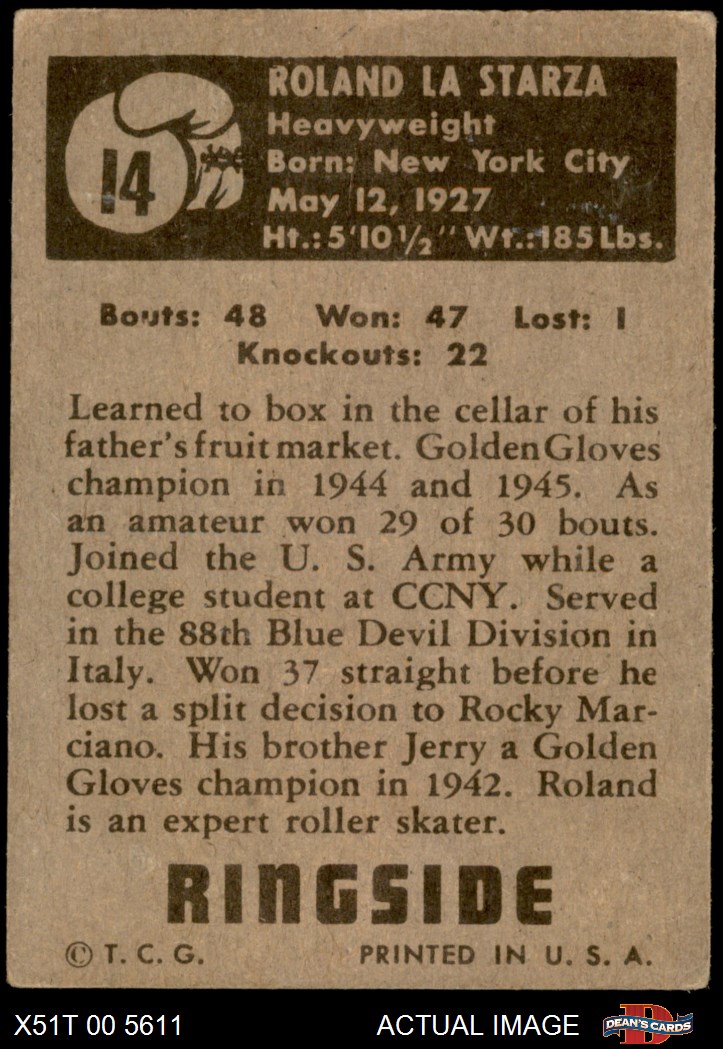 14
ROLAND LA STARZA
Heavyweight
Born: New York City
May 12, 1927
Ht.: 5'10 1/2" Wt.: 185 Lbs.
Bouts: 48 Won: 47 Lost: 1
Knockouts: 22
Learned to box in the cellar of his
father's fruit market. Golden Gloves
champion in 1944 and 1945. As
an amateur won 29 of 30 bouts.
Joined the U. S. Army while a
college student at CCNY. Served
in the 88th Blue Devil Division in
Italy. Won 37 straight before he
lost a split decision to Rocky Mar-
ciano. His brother Jerry a Golden
Gloves champion in 1942. Roland
is an expert roller skater.
RINGSIDE
© T. C. G. PRINTED IN U. S. A.
X51T 00 5611 ACTUAL IMAGE DEAN'S CARDS